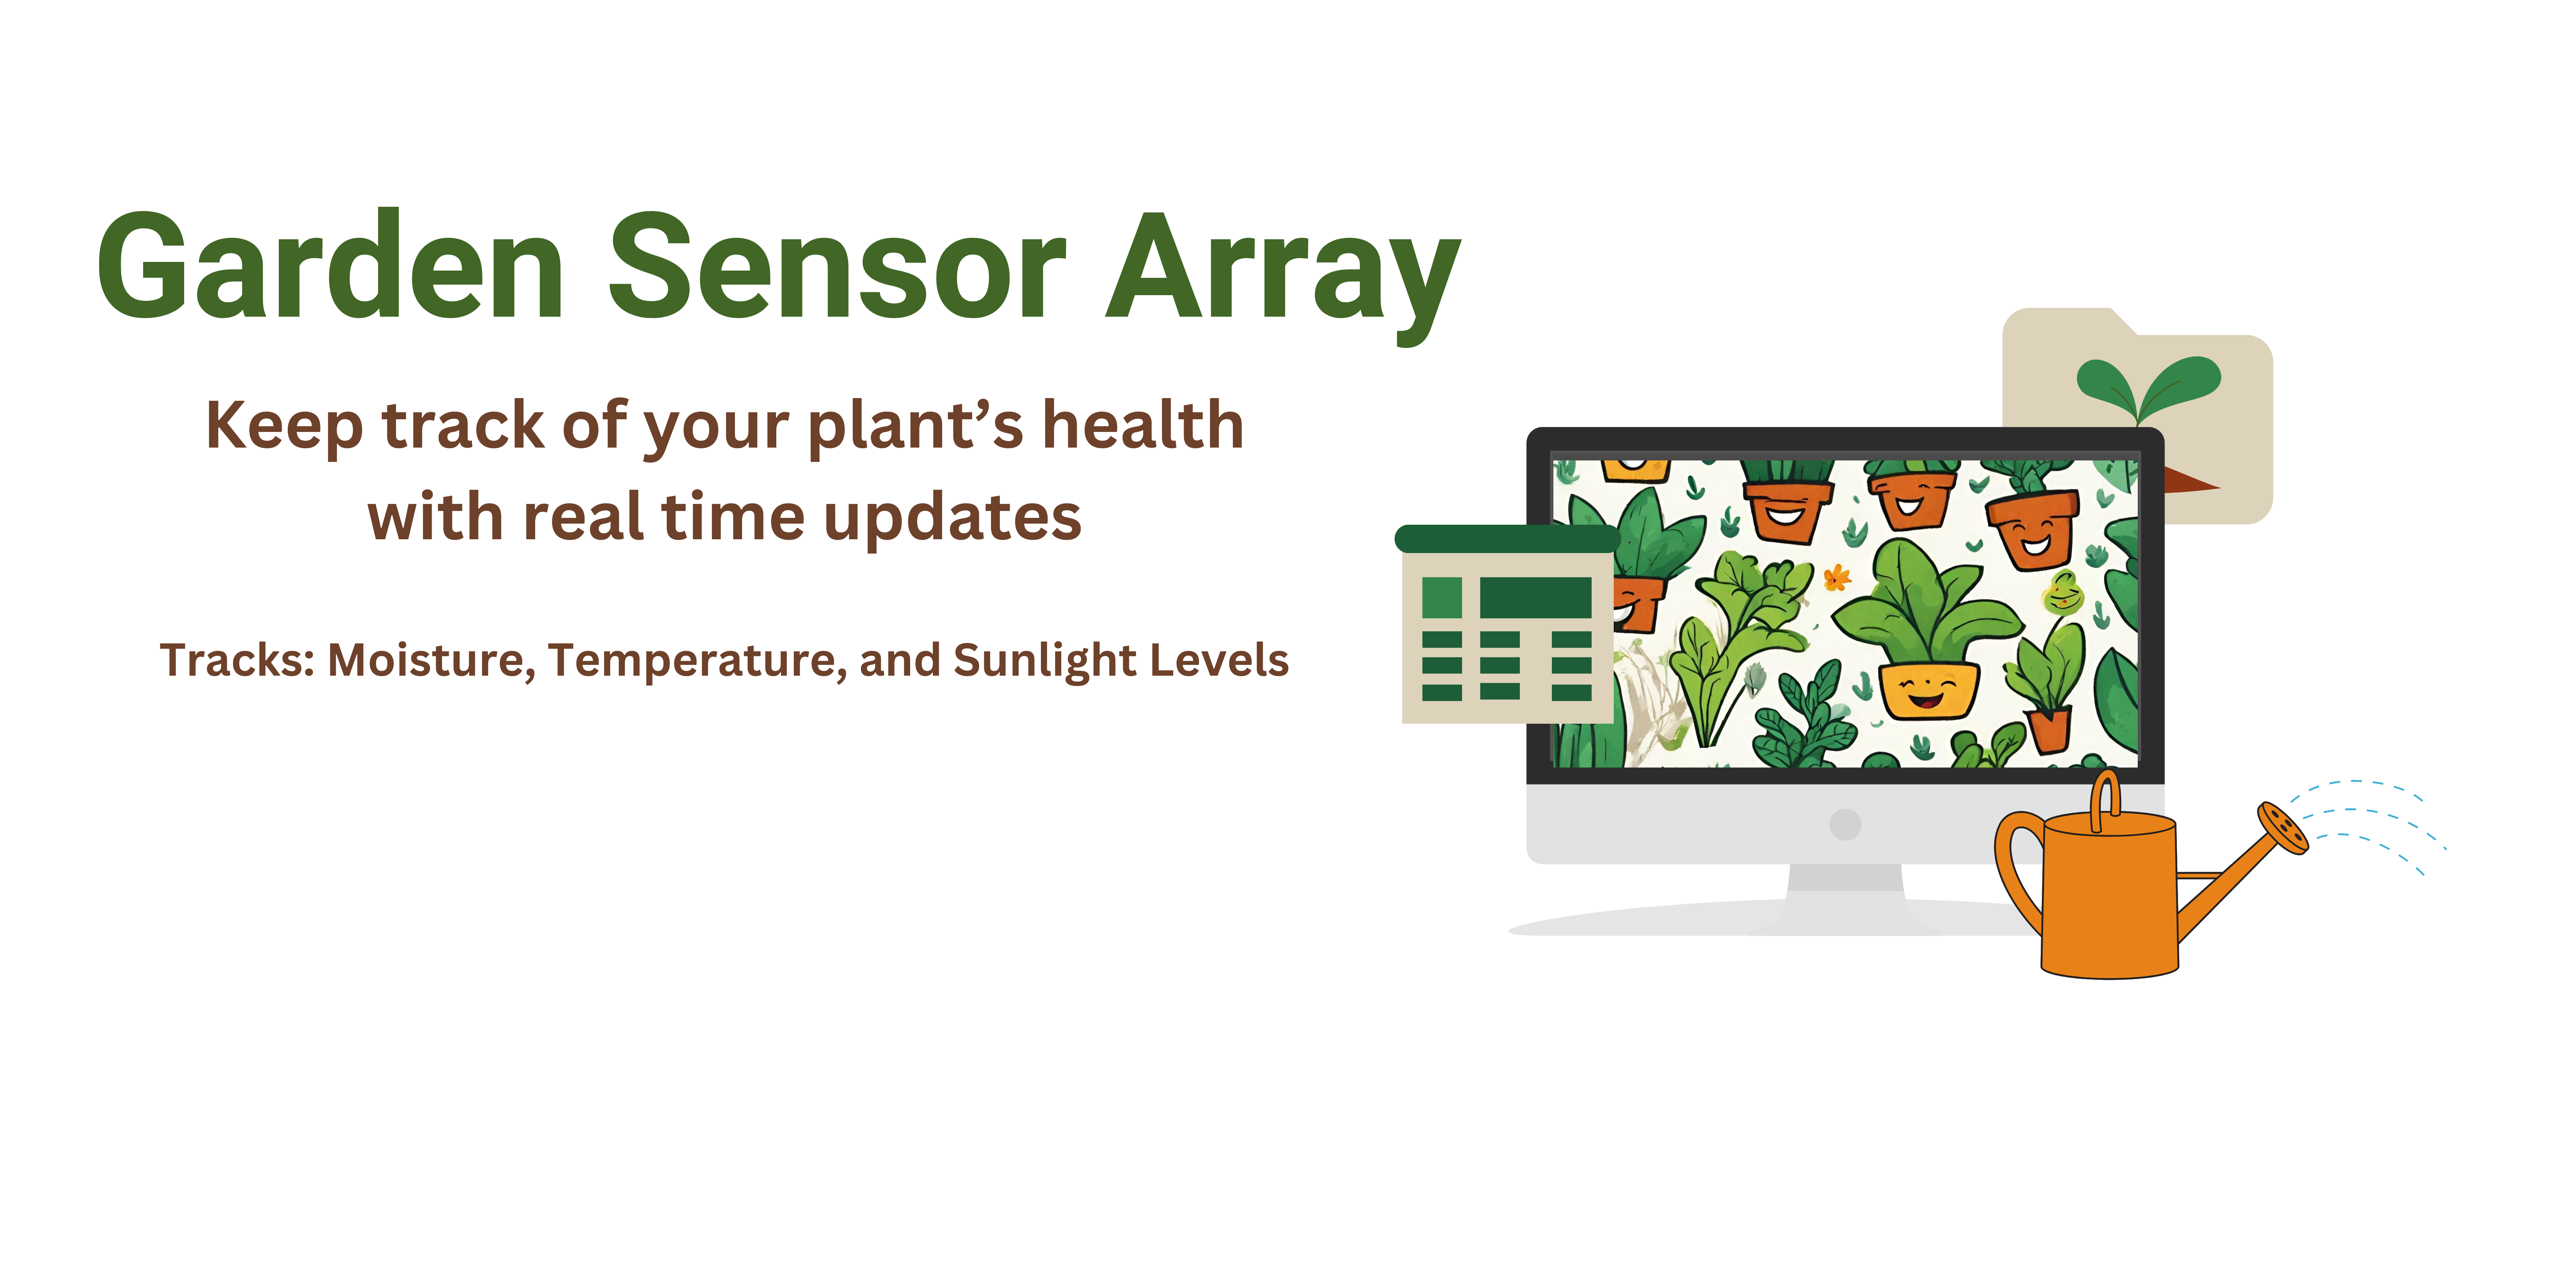 Garden Sensor Array
Keep track of your plant’s health
with real time updates
Tracks: Moisture, Temperature, and Sunlight Levels